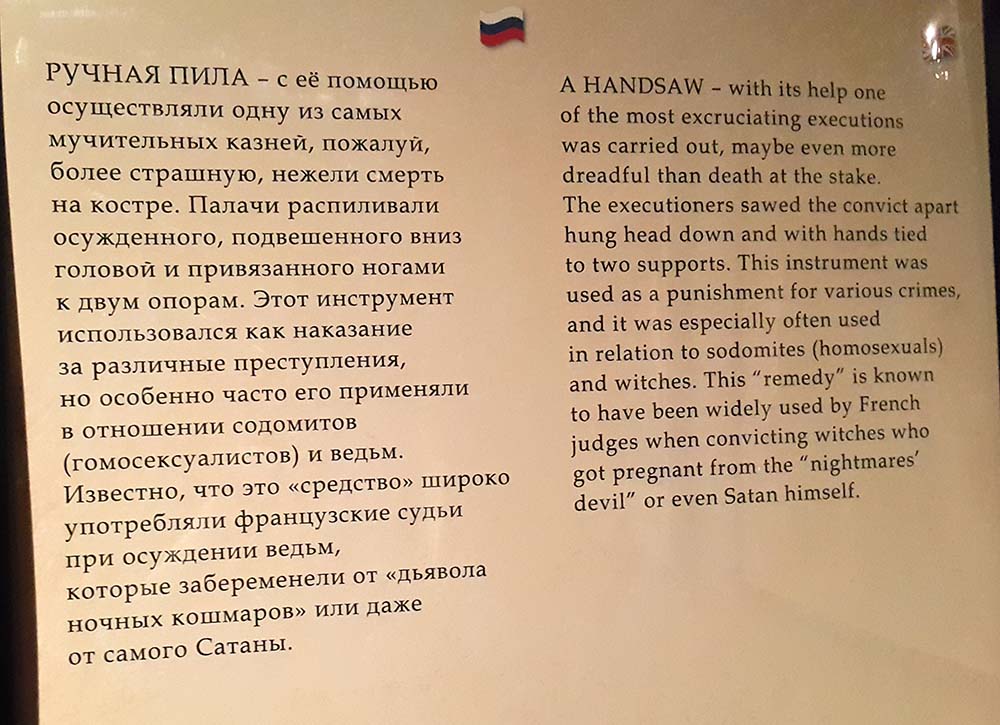 РУЧНАЯ ПИЛА – с её помощью
осуществляли одну из самых
мучительных казней, пожалуй,
более страшную, нежели смерть
на костре. Палачи распиливали
осужденного, подвешенного вниз
головой и привязанного ногами
к двум опорам. Этот инструмент
использовался как наказание
за различные преступления,
но особенно часто его применяли
в отношении содомитов
(гомосексуалистов) и ведьм.
Известно, что это «средство» широко
употребляли французские судьи
при осуждении ведьм,
которые забеременели от «дьявола
ночных кошмаров» или даже
от самого Сатаны.
A HANDSAW – with its help one
of the most excruciating executions
was carried out, maybe even more
dreadful than death at the stake.
The executioners sawed the convict apart
hung head down and with hands tied
to two supports. This instrument was
used as a punishment for various crimes,
and it was especially often used
in relation to sodomites (homosexuals)
and witches. This “remedy” is known
to have been widely used by French
judges when convicting witches who
got pregnant from the “nightmares’
devil” or even Satan himself.